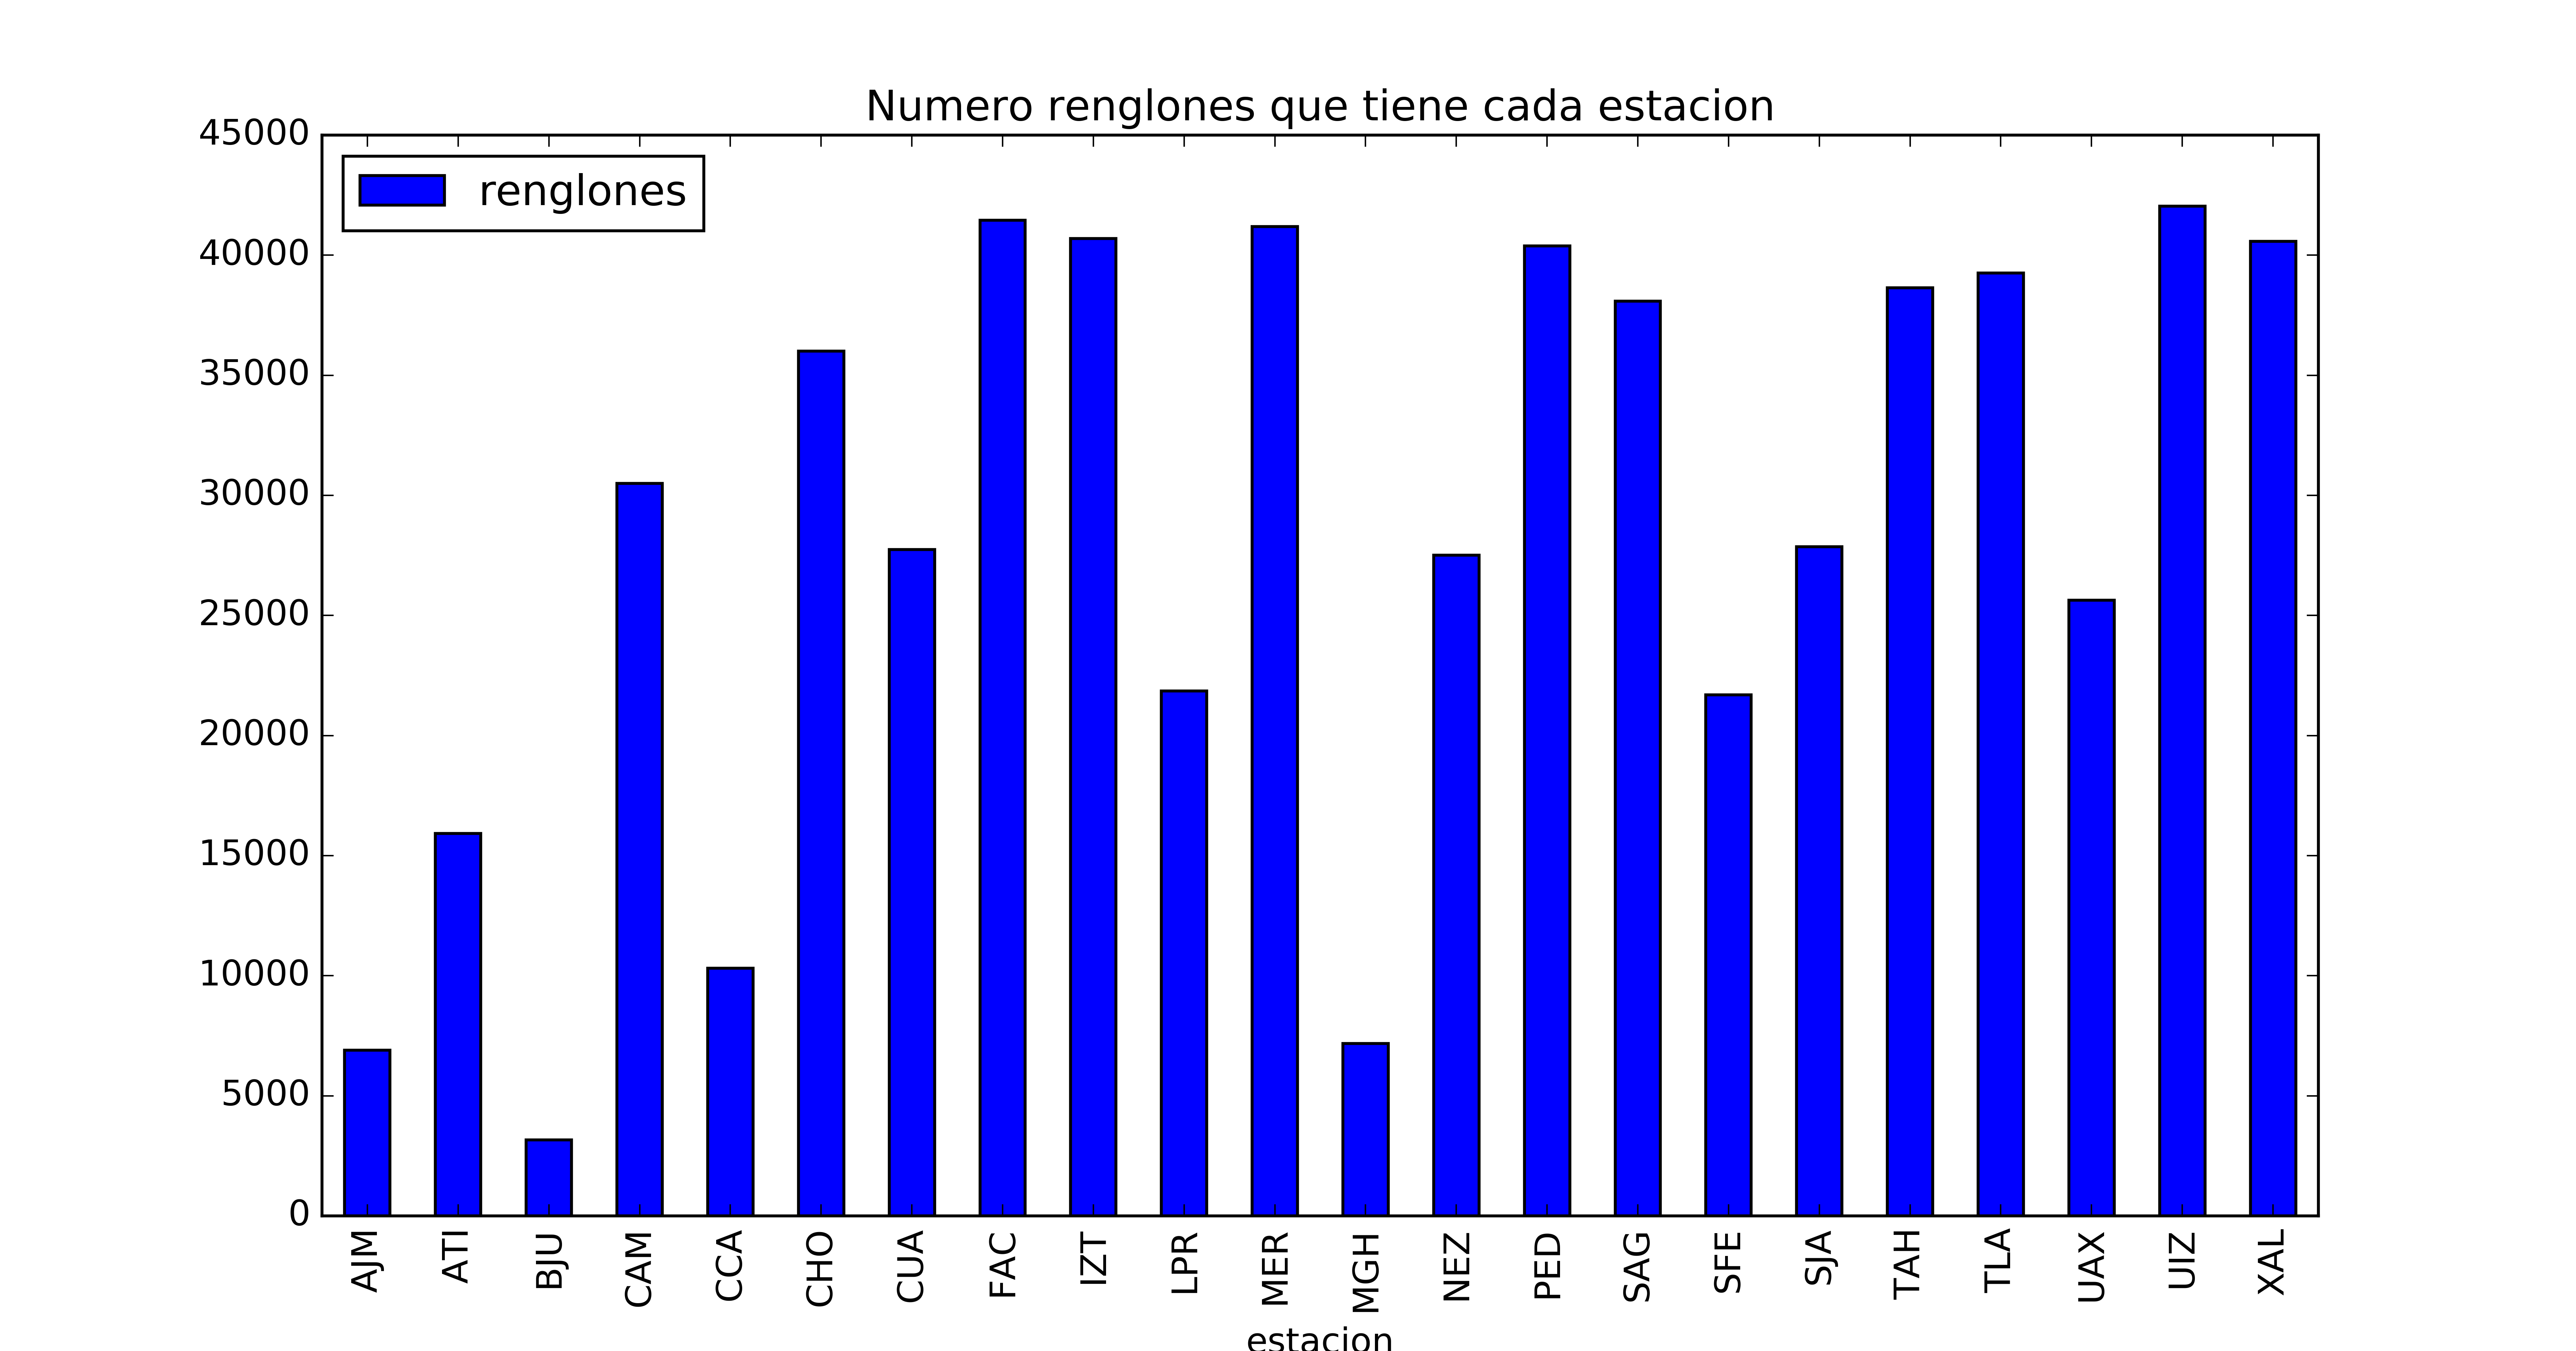 Numero renglones que tiene cada estacion
renglones
45000
40000
35000
30000
25000
20000
15000
10000
5000
0
AJM ATI BJU CAM CCA CHO CUA FAC IZT LPR MER MGH NEZ PED SAG SFE SJA TAH TLA UAX UIZ XAL
estacion